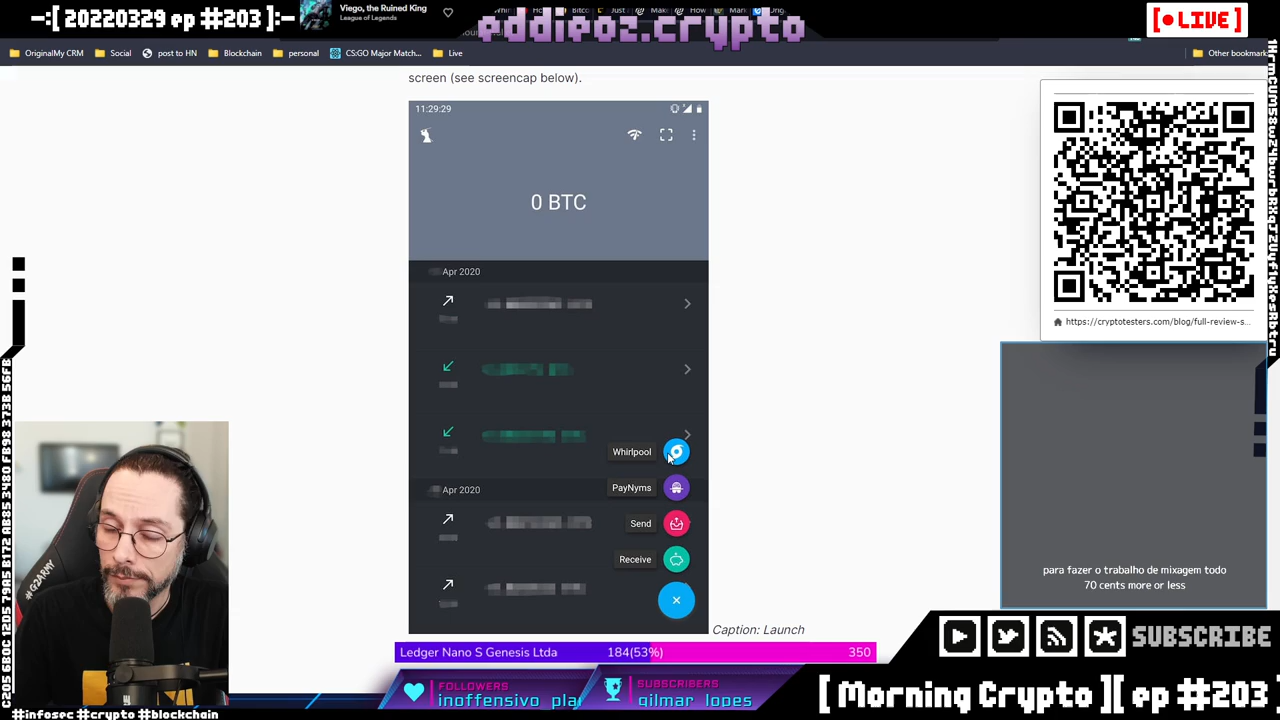 -:[ 20220329 ep #203 ]:-
Viego, the Ruined King
League of Legends
eddieoz.crypto
[•LIVE]
OriginalMy CRM
Social
post to HN
Blockchain
personal
CS:GO Major Match...
Live
Other bookmark
screen (see screencap below).
11:29:29
0 BTC
Apr 2020
Whirlpool
Apr 2020
PayNyms
Send
Receive
Caption: Launch
https://cryptotesters.com/blog/full-review-s...
para fazer o trabalho de mixagem todo
70 cents more or less
#G2ARMY
Ledger Nano S Genesis Ltda
184(53%)
350
FOLLOWERS
inoffensivo pla
SUBSCRIBERS
gilmar lopes
SUBSCRIBE
[ Morning Crypto ][ ep #203 ]
#infosec #crypto #blockchain